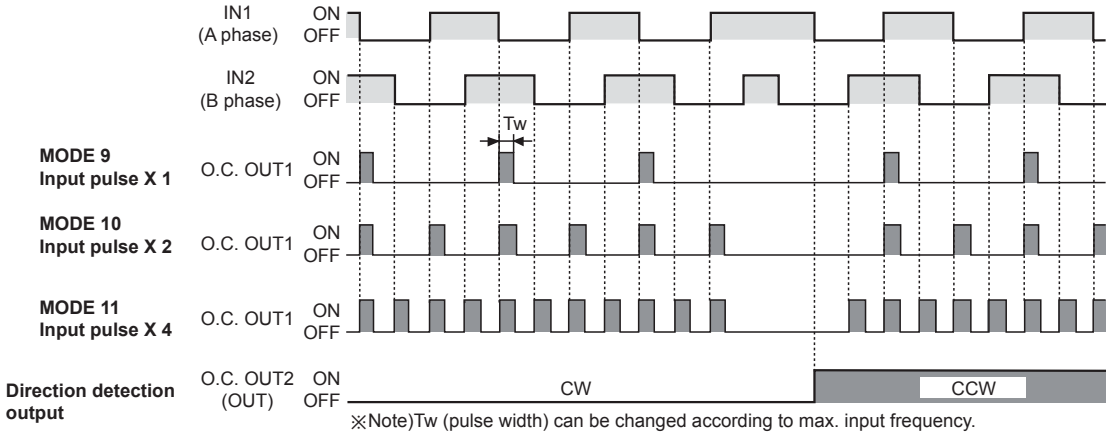 IN1 ON
(A phase) OFF
IN2 ON
(B phase) OFF
Tw
MODE 9
Input pulse X 1
O.C. OUT1 ON
OFF
MODE 10
Input pulse X 2
O.C. OUT1 ON
OFF
MODE 11
Input pulse X 4
O.C. OUT1 ON
OFF
Direction detection
output
O.C. OUT2 ON
(OUT) OFF
CW
CCW
※Note)Tw (pulse width) can be changed according to max. input frequency.